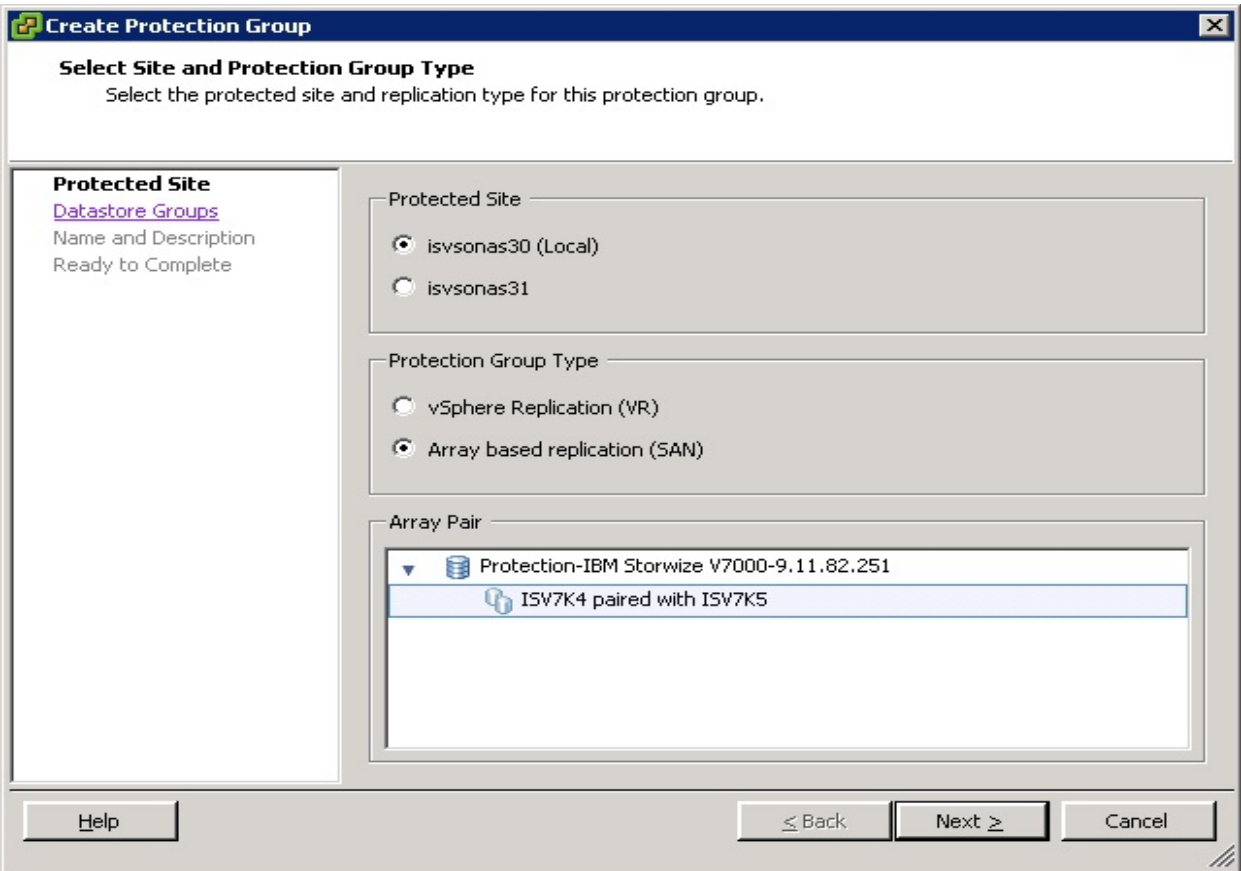 Create Protection Group
Select Site and Protection Group Type
Select the protected site and replication type for this protection group.
Protected Site
Datastore Groups
Name and Description
Ready to Complete
Protected Site
isvsonas30 (Local)
isvsonas31
Protection Group Type
vSphere Replication (VR)
Array based replication (SAN)
Array Pair
Protection-IBM Storwize V7000-9.11.82.251
ISV7K4 paired with ISV7K5
Help
< Back
Next >
Cancel